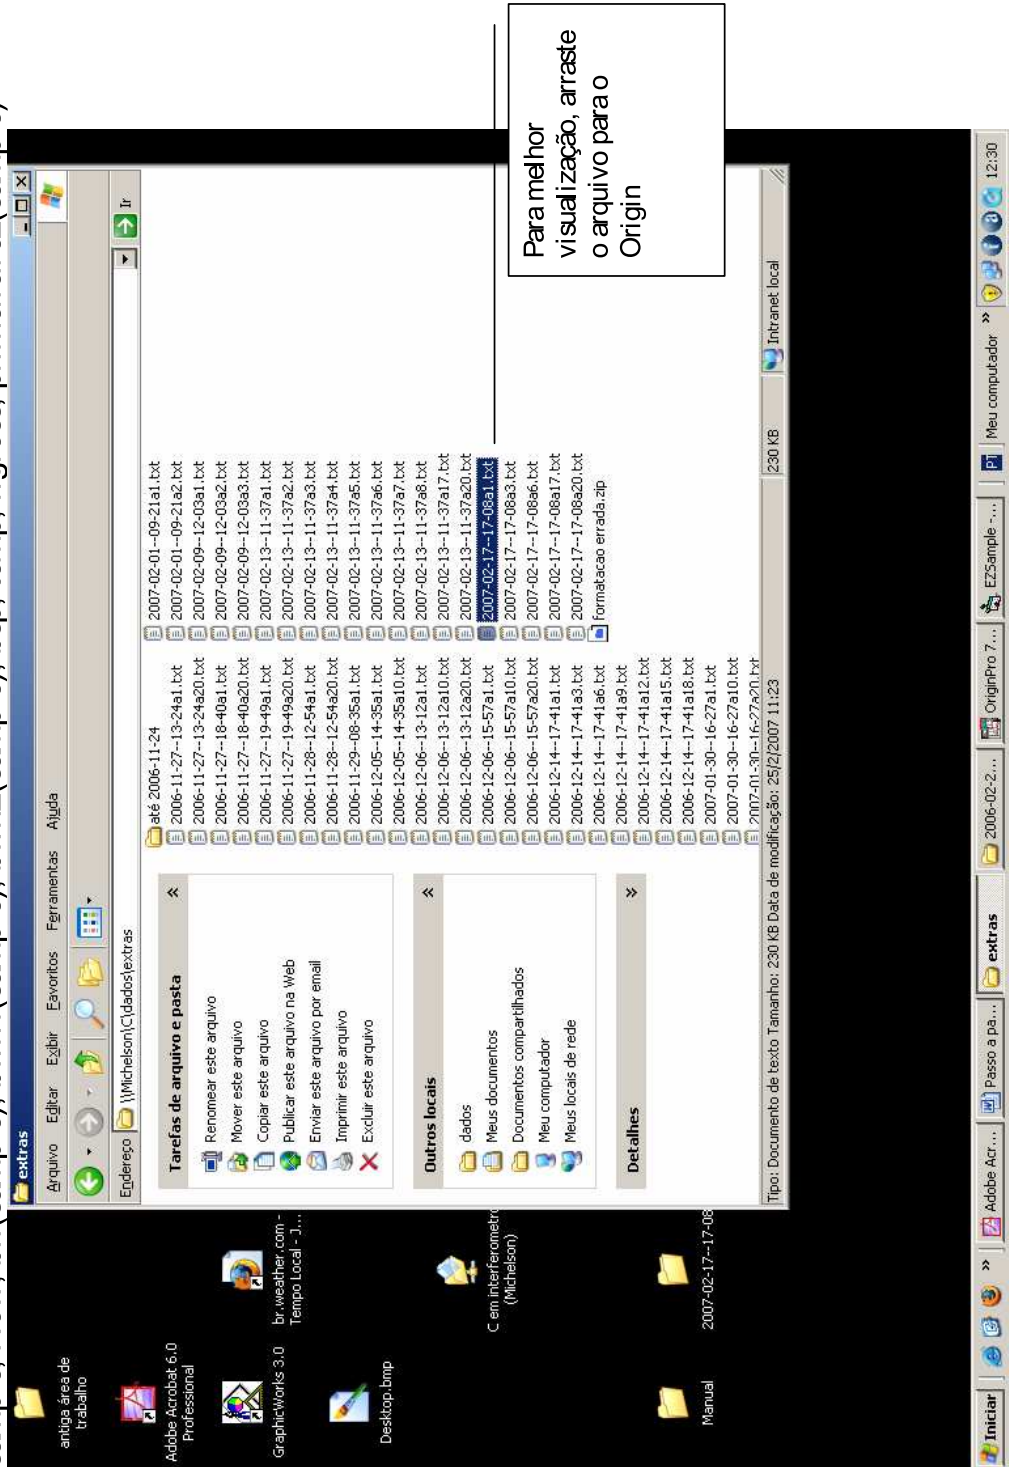 extras
Arquivo Editar Exibir Favoritos Ferramentas Ajuda
Endereço \\Michelson\C\dados\extras Ir
Tarefas de arquivo e pasta
Renomear este arquivo
Mover este arquivo
Copiar este arquivo
Publicar este arquivo na Web
Enviar este arquivo por email
Imprimir este arquivo
Excluir este arquivo
Outros locais
dados
Meus documentos
Documentos compartilhados
Meu computador
Meus locais de rede
Detalhes
até 2006-11-24
2006-11-27--13-24a1.txt
2006-11-27--13-24a20.txt
2006-11-27--18-40a1.txt
2006-11-27--18-40a20.txt
2006-11-27--19-49a1.txt
2006-11-27--19-49a20.txt
2006-11-28--12-54a1.txt
2006-11-28--12-54a20.txt
2006-11-29--08-35a1.txt
2006-12-05--14-35a1.txt
2006-12-05--14-35a10.txt
2006-12-06--13-12a1.txt
2006-12-06--13-12a10.txt
2006-12-06--13-12a20.txt
2006-12-06--15-57a1.txt
2006-12-06--15-57a10.txt
2006-12-06--15-57a20.txt
2006-12-14--17-41a1.txt
2006-12-14--17-41a3.txt
2006-12-14--17-41a6.txt
2006-12-14--17-41a9.txt
2006-12-14--17-41a12.txt
2006-12-14--17-41a15.txt
2006-12-14--17-41a18.txt
2007-01-30--16-27a1.txt
2007-01-30--16-27a10.txt
2007-01-30--16-27a20.txt
2007-02-01--09-21a1.txt
2007-02-01--09-21a2.txt
2007-02-09--12-03a1.txt
2007-02-09--12-03a2.txt
2007-02-09--12-03a3.txt
2007-02-13--11-37a1.txt
2007-02-13--11-37a2.txt
2007-02-13--11-37a3.txt
2007-02-13--11-37a4.txt
2007-02-13--11-37a5.txt
2007-02-13--11-37a6.txt
2007-02-13--11-37a7.txt
2007-02-13--11-37a8.txt
2007-02-13--11-37a17.txt
2007-02-13--11-37a20.txt
2007-02-17--17-08a1.txt
2007-02-17--17-08a3.txt
2007-02-17--17-08a6.txt
2007-02-17--17-08a17.txt
2007-02-17--17-08a20.txt
formatacao errada.zip
Tipo: Documento de texto Tamanho: 230 KB Data de modificação: 25/2/2007 11:23 230 KB Intranet local
Para melhor
visualização, arraste
o arquivo para o
Origin
antiga área de
trabalho
Adobe Acrobat 6.0
Professional
GraphicWorks 3.0
Desktop.bmp
Manual
br.weather.com -
Tempo Local - J...
C em interferometro
(Michelson)
2007-02-17--17-08
Iniciar » Adobe Acr... Passo a pa... extras 2006-02-2... OriginPro 7... EZSample -... PT Meu computador » 12:30